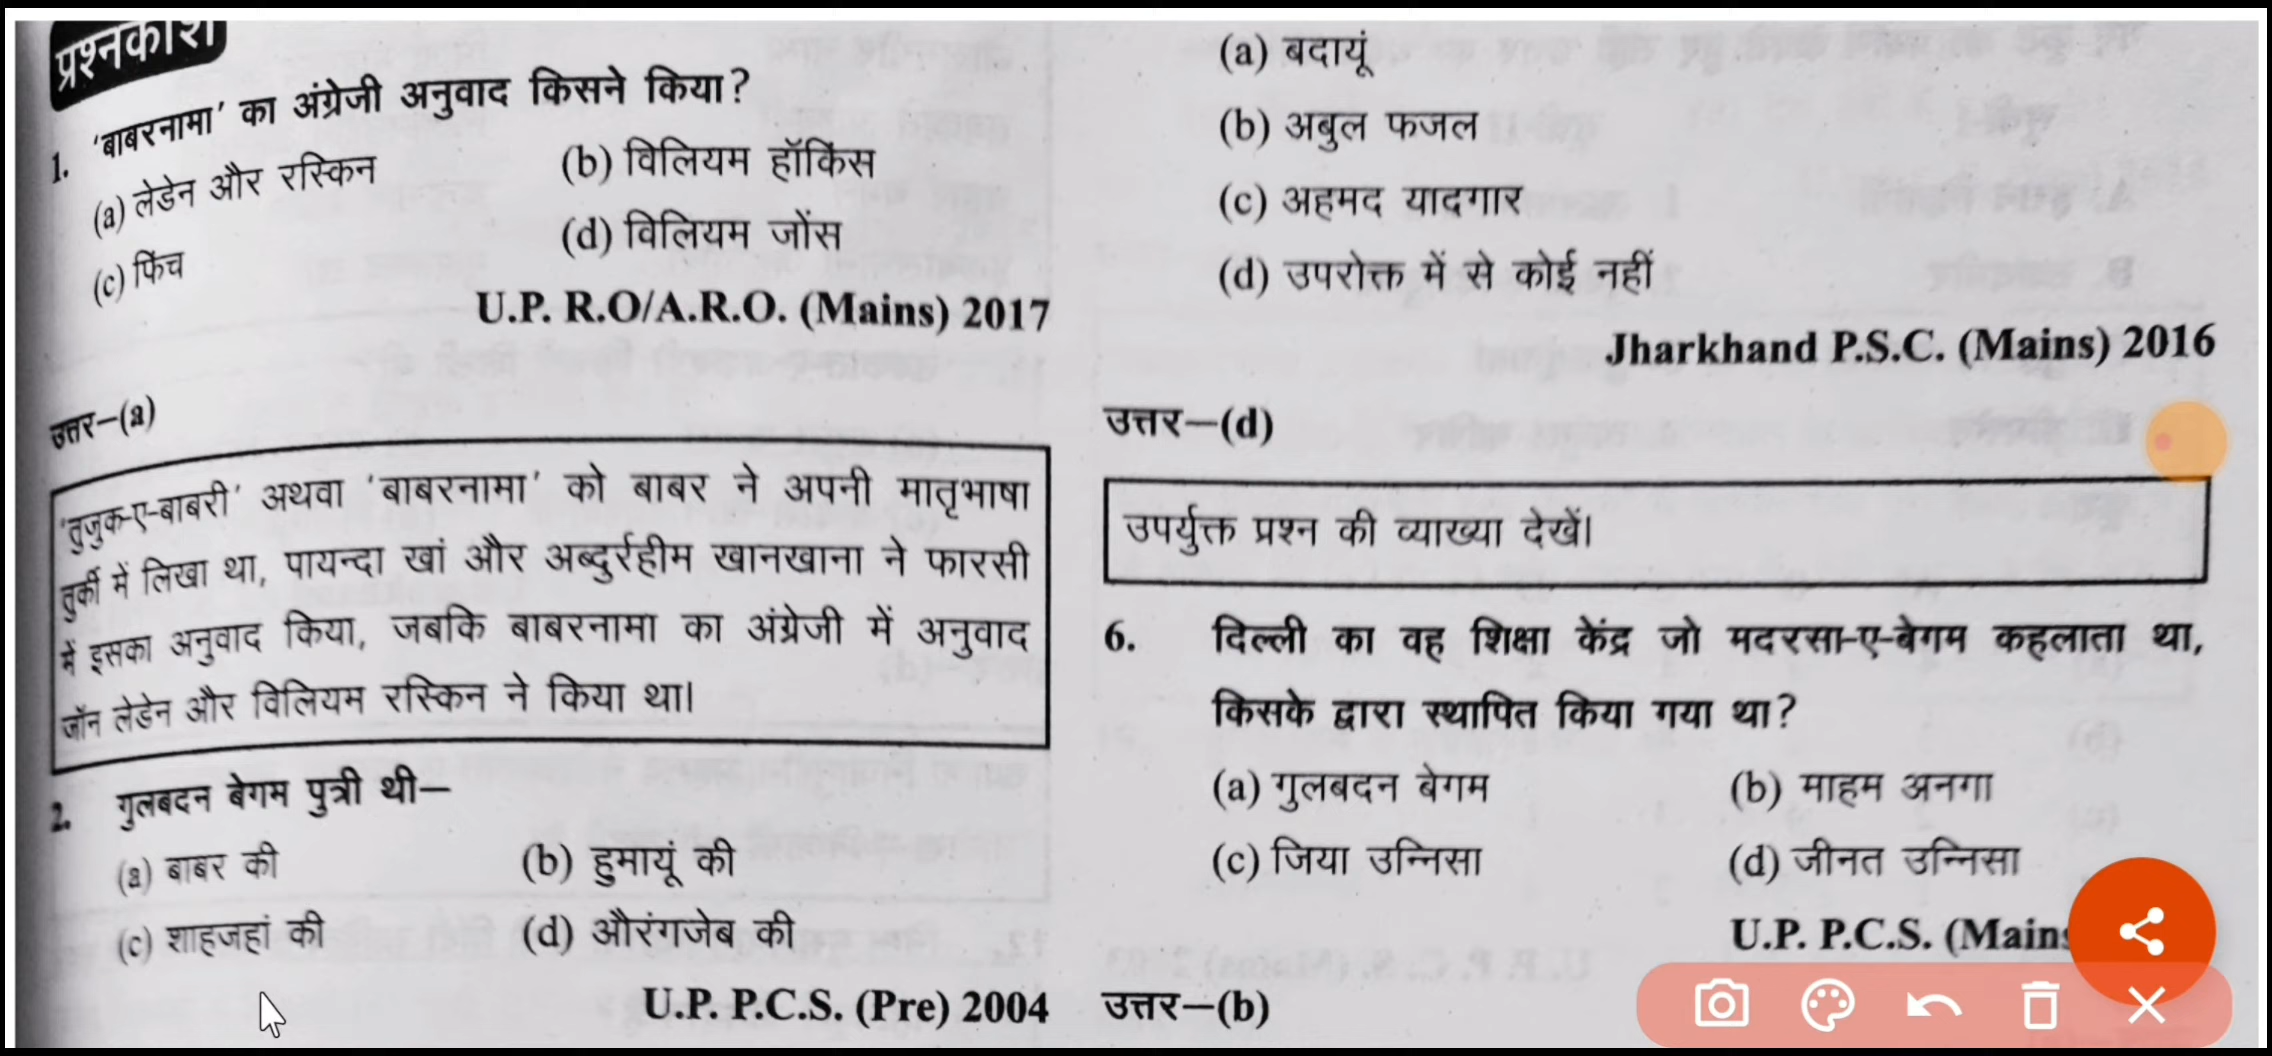 प्रश्नकोश
1. 'बाबरनामा' का अंग्रेजी अनुवाद किसने किया?
(a) लेडेन और रस्किन (b) विलियम हॉकिंस
(c) फिंच (d) विलियम जोंस
U.P. R.O/A.R.O. (Mains) 2017
उत्तर–(a)
'तुजुक-ए-बाबरी' अथवा 'बाबरनामा' को बाबर ने अपनी मातृभाषा
तुर्की में लिखा था, पायन्दा खां और अब्दुर्रहीम खानखाना ने फारसी
में इसका अनुवाद किया, जबकि बाबरनामा का अंग्रेजी में अनुवाद
जॉन लेडेन और विलियम रस्किन ने किया था।
2. गुलबदन बेगम पुत्री थी–
(a) बाबर की (b) हुमायूं की
(c) शाहजहां की (d) औरंगजेब की
U.P. P.C.S. (Pre) 2004
(a) बदायूं
(b) अबुल फजल
(c) अहमद यादगार
(d) उपरोक्त में से कोई नहीं
Jharkhand P.S.C. (Mains) 2016
उत्तर–(d)
उपर्युक्त प्रश्न की व्याख्या देखें।
6. दिल्ली का वह शिक्षा केंद्र जो मदरसा-ए-बेगम कहलाता था,
किसके द्वारा स्थापित किया गया था?
(a) गुलबदन बेगम (b) माहम अनगा
(c) जिया उन्निसा (d) जीनत उन्निसा
U.P. P.C.S. (Mains
उत्तर–(b)